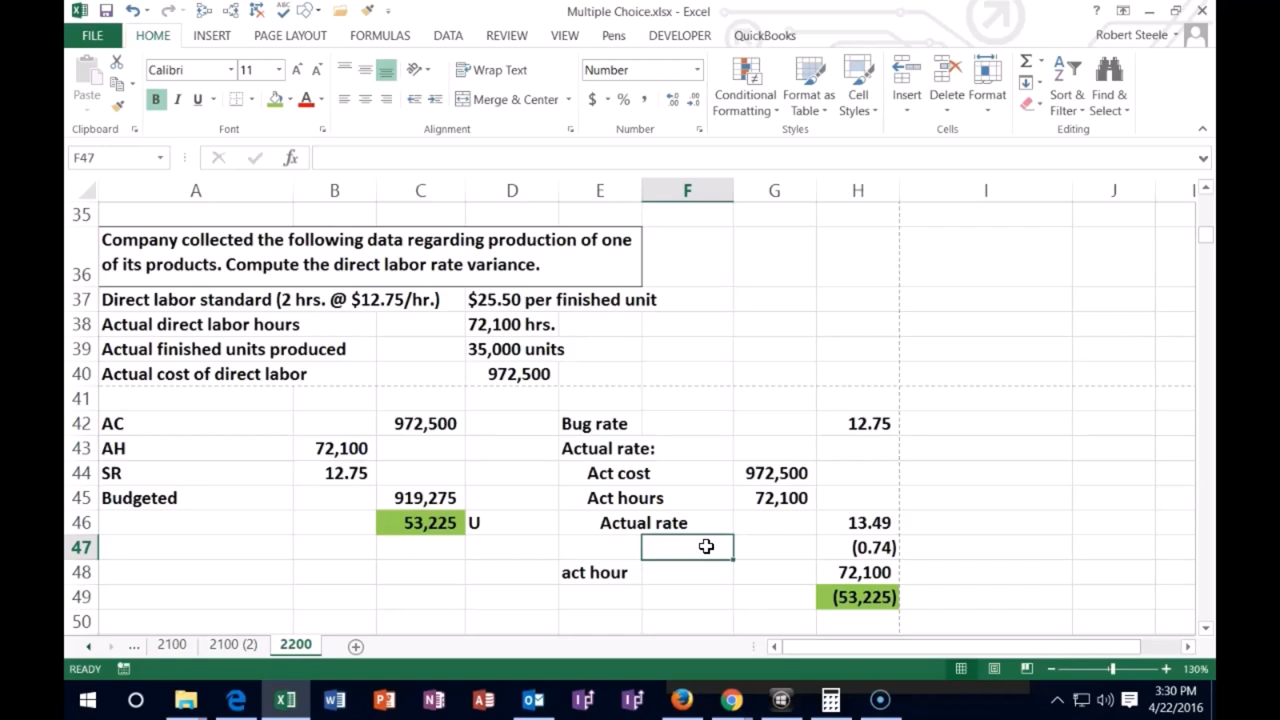 Multiple Choice.xlsx - Excel
FILE HOME INSERT PAGE LAYOUT FORMULAS DATA REVIEW VIEW Pens DEVELOPER QuickBooks Robert Steele
Calibri 11 Wrap Text Number
Paste B I U Merge & Center $ % , Conditional Formatting Format as Table Cell Styles Insert Delete Format Sort & Filter Find & Select
Clipboard Font Alignment Number Styles Cells Editing
F47 fx
A B C D E F G H I J
35
36 Company collected the following data regarding production of one
of its products. Compute the direct labor rate variance.
37 Direct labor standard (2 hrs. @ $12.75/hr.) $25.50 per finished unit
38 Actual direct labor hours 72,100 hrs.
39 Actual finished units produced 35,000 units
40 Actual cost of direct labor 972,500
41
42 AC 972,500 Bug rate 12.75
43 AH 72,100 Actual rate:
44 SR 12.75 Act cost 972,500
45 Budgeted 919,275 Act hours 72,100
46 53,225 U Actual rate 13.49
47 (0.74)
48 act hour 72,100
49 (53,225)
50
... 2100 2100 (2) 2200
READY 130%
3:30 PM
4/22/2016